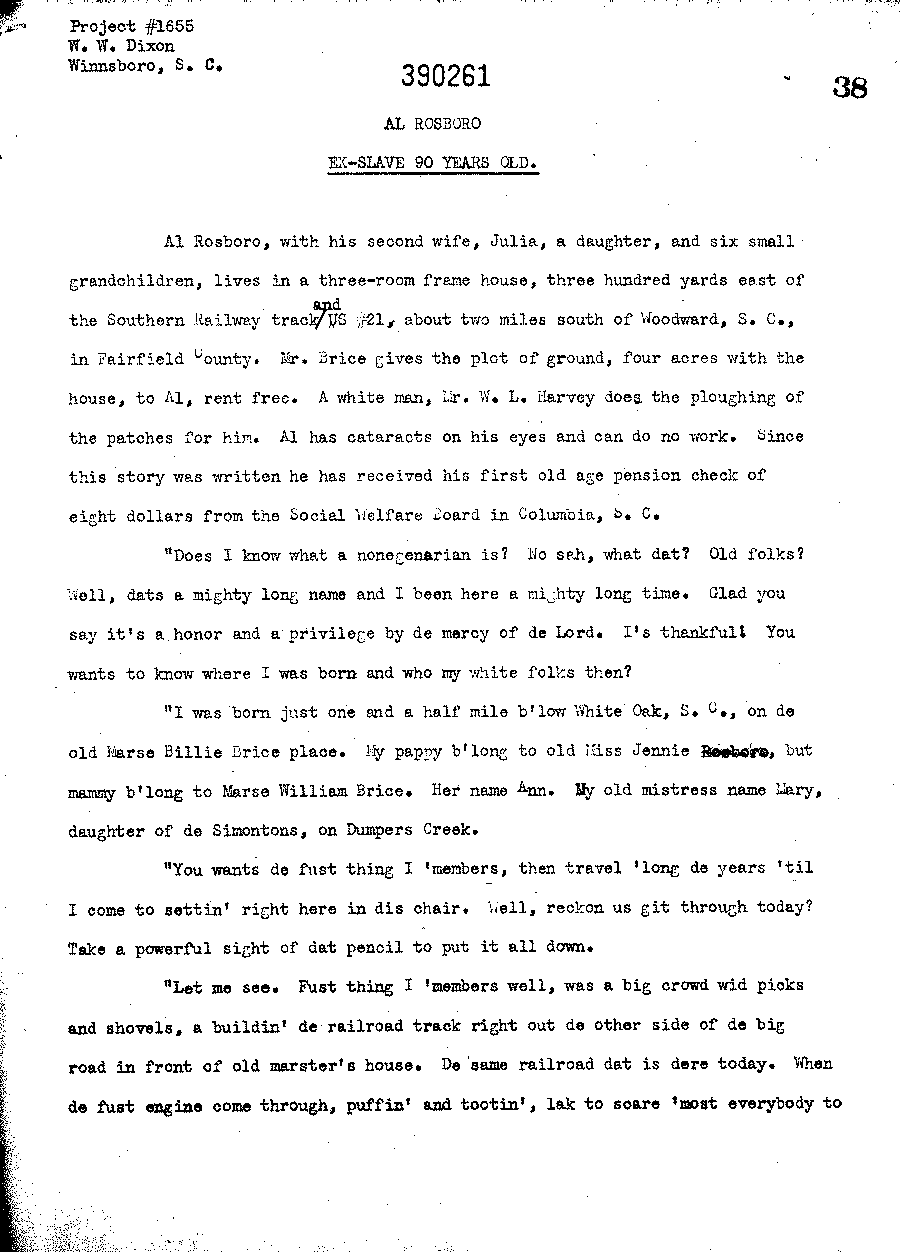 Project #1655
W. W. Dixon
Winnsboro, S. C.
390261
38
AL ROSBORO
EX-SLAVE 90 YEARS OLD.
Al Rosboro, with his second wife, Julia, a daughter, and six small
grandchildren, lives in a three-room frame house, three hundred yards east of
the Southern Railway track/and US #21, about two miles south of Woodward, S. C.,
in Fairfield County. Mr. Brice gives the plot of ground, four acres with the
house, to Al, rent free. A white man, Mr. W. L. Harvey does the ploughing of
the patches for him. Al has cataracts on his eyes and can do no work. Since
this story was written he has received his first old age pension check of
eight dollars from the Social Welfare Board in Columbia, S. C.
"Does I know what a nonegenarian is? No sah, what dat? Old folks?
Well, dats a mighty long name and I been here a mighty long time. Glad you
say it's a honor and a privilege by de mercy of de Lord. I's thankful! You
wants to know where I was born and who my white folks then?
"I was born just one and a half mile b'low White Oak, S. C., on de
old Marse Billie Brice place. My pappy b'long to old Miss Jennie Rosboro, but
mammy b'long to Marse William Brice. Her name Ann. My old mistress name Mary,
daughter of de Simontons, on Dumpers Creek.
"You wants de fust thing I 'members, then travel 'long de years 'til
I come to settin' right here in dis chair. Well, reckon us git through today?
Take a powerful sight of dat pencil to put it all down.
"Let me see. Fust thing I 'members well, was a big crowd wid picks
and shovels, a buildin' de railroad track right out de other side of de big
road in front of old marster's house. De same railroad dat is dere today. When
de fust engine come through, puffin' and tootin', lak to scare 'most everybody to